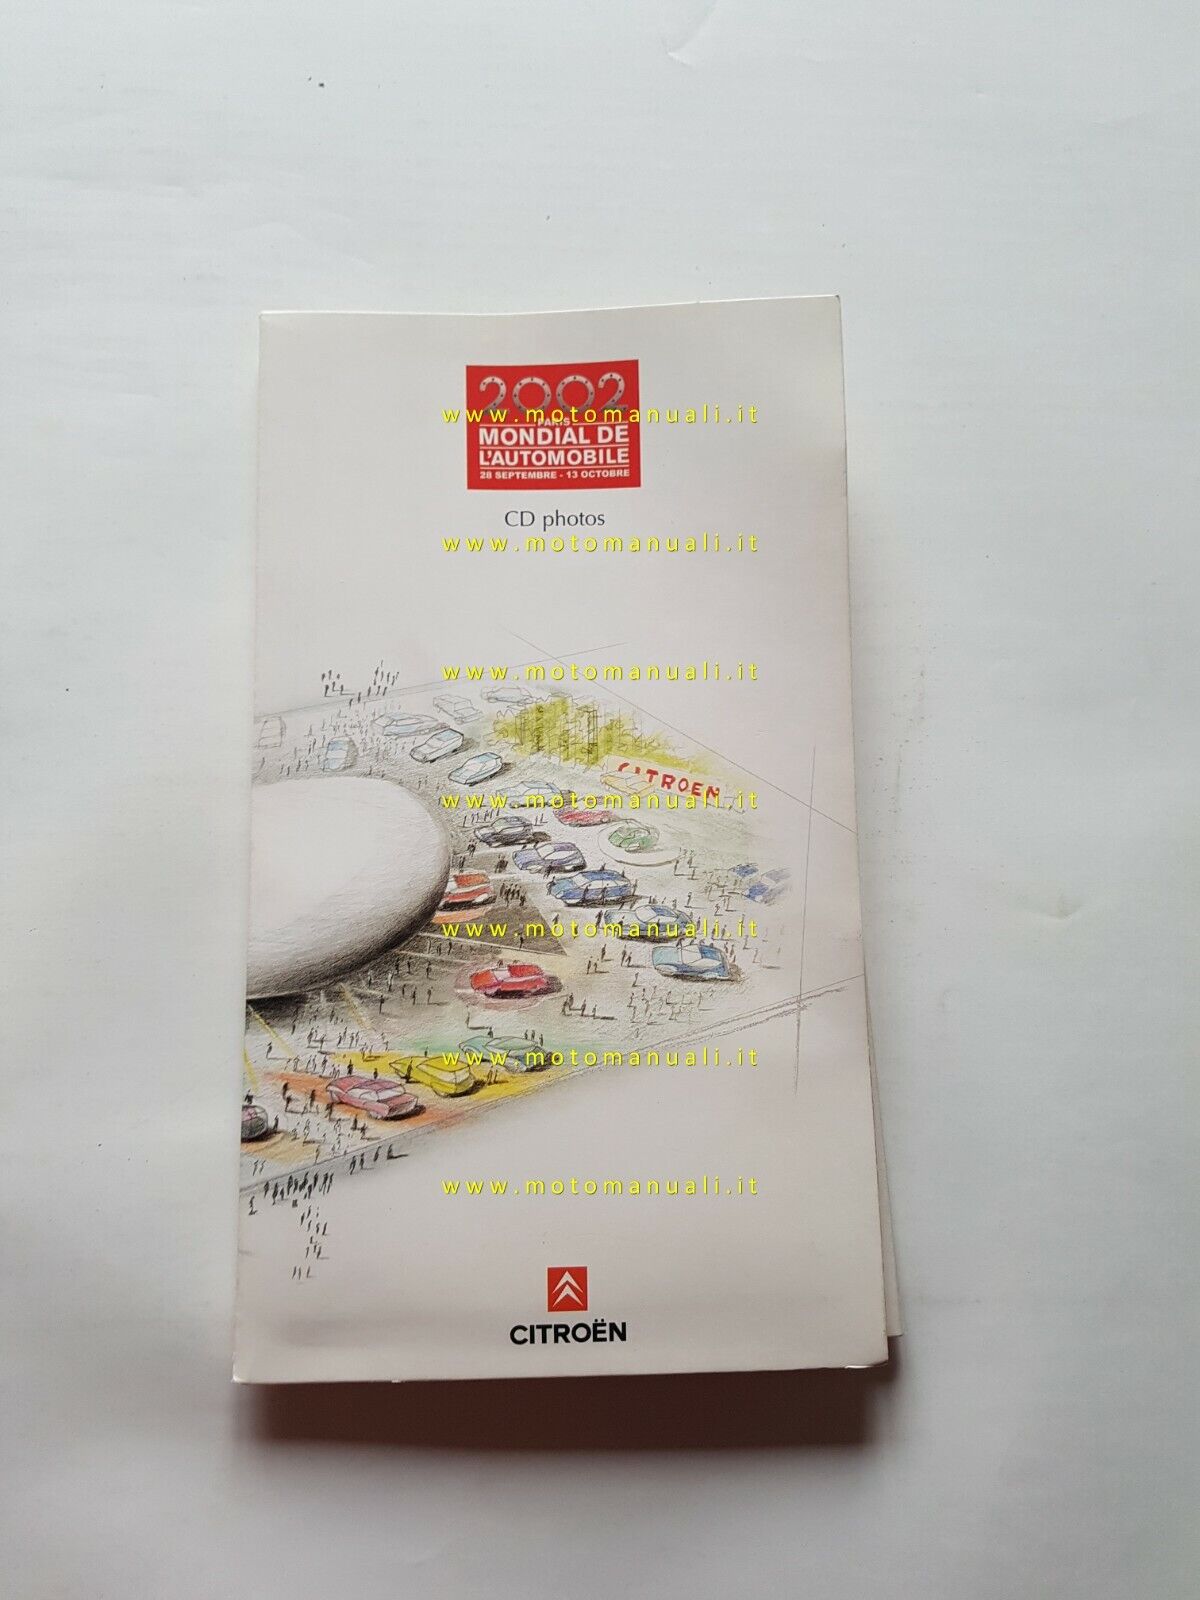 2002
www.motomanuali.it
PARIS
MONDIAL DE
L'AUTOMOBILE
28 SEPTEMBRE - 13 OCTOBRE
CD photos
www.motomanuali.it
www.motomanuali.it
CITROEN
www.motomanuali.it
www.motomanuali.it
www.motomanuali.it
www.motomanuali.it
CITROËN